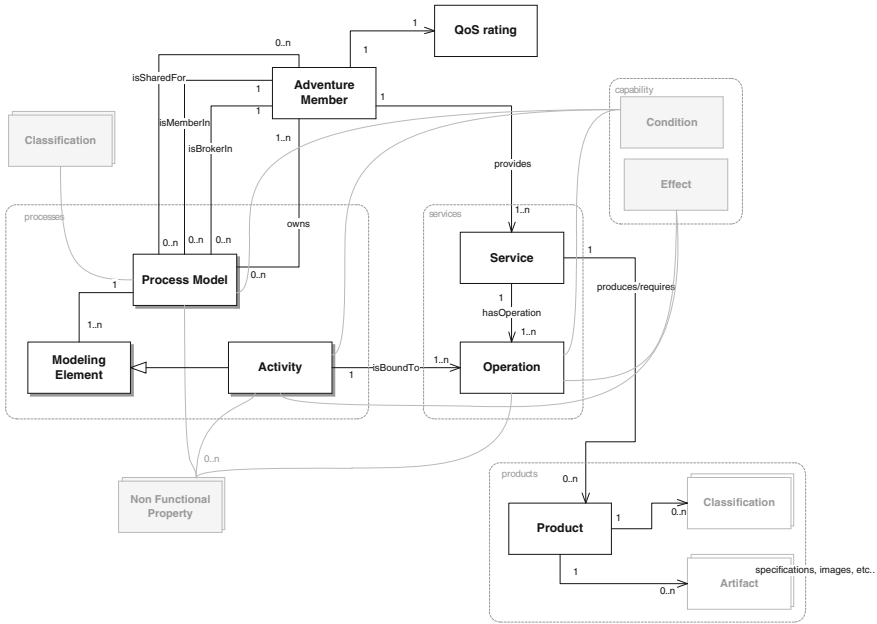 1
QoS rating
0..n
1
isSharedFor
1
Adventure
Member
1
capability
isMemberIn
1
Condition
Classification
1..n
isBrokerIn
provides
Effect
processes
services
owns
1..n
0..n
0..n
0..n
Service
1
0..n
Process Model
1
produces/requires
1
hasOperation
1..n
1..n
Modeling
Element
Activity
isBoundTo
1..n
Operation
1
0..n
products
0..n
Non Functional
Property
Classification
Product
1
0..n
1
specifications, images, etc..
Artifact
0..n